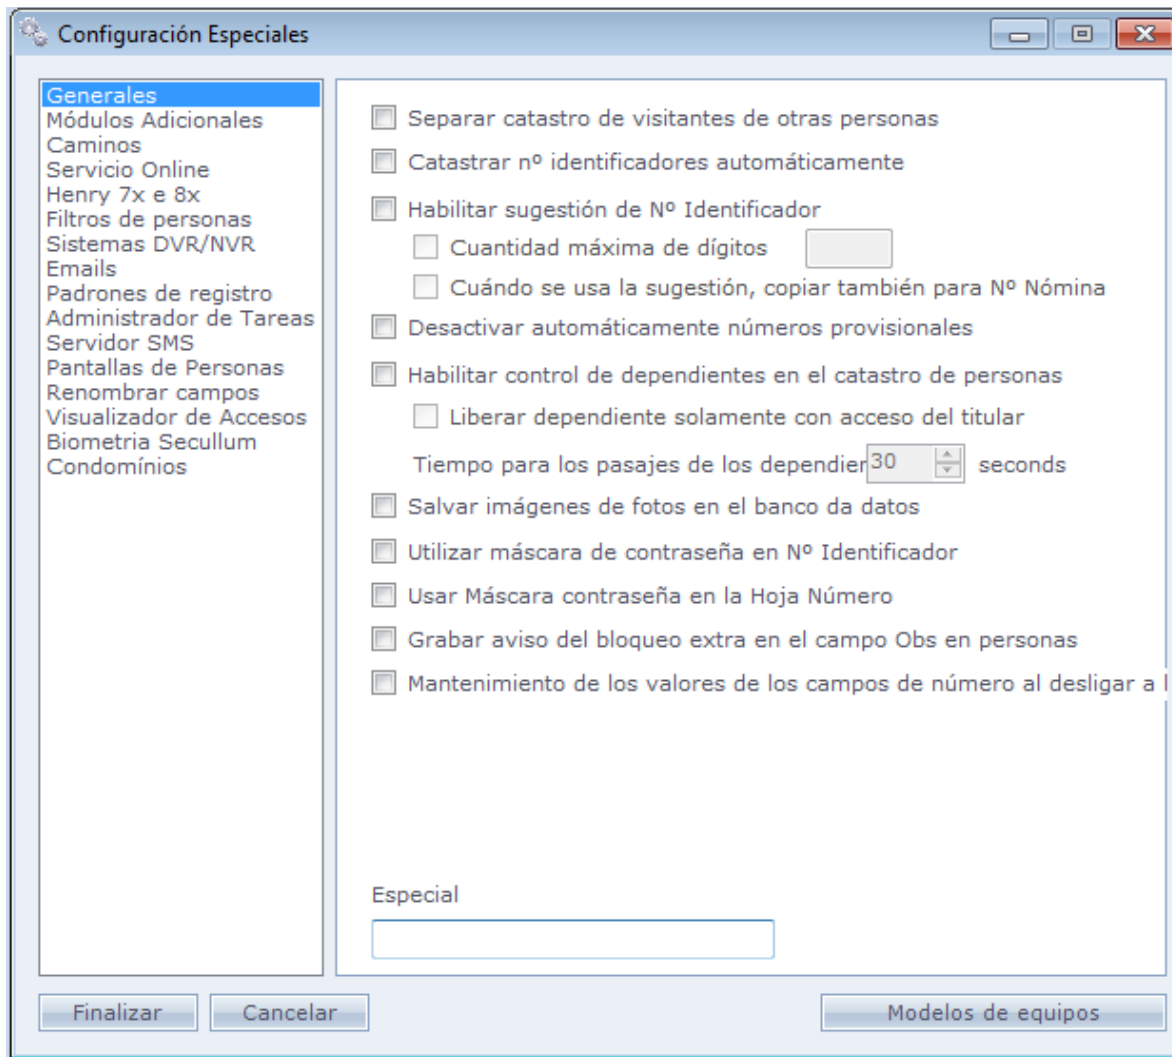 Configuración Especiales
Generales
Módulos Adicionales
Caminos
Servicio Online
Henry 7x e 8x
Filtros de personas
Sistemas DVR/NVR
Emails
Padrones de registro
Administrador de Tareas
Servidor SMS
Pantallas de Personas
Renombrar campos
Visualizador de Accesos
Biometria Secullum
Condomínios
Separar catastro de visitantes de otras personas
Catastrar nº identificadores automáticamente
Habilitar sugestión de Nº Identificador
Cuantidad máxima de dígitos
Cuándo se usa la sugestión, copiar también para Nº Nómina
Desactivar automáticamente números provisionales
Habilitar control de dependientes en el catastro de personas
Liberar dependiente solamente con acceso del titular
Tiempo para los pasajes de los dependier 30 seconds
Salvar imágenes de fotos en el banco da datos
Utilizar máscara de contraseña en Nº Identificador
Usar Máscara contraseña en la Hoja Número
Grabar aviso del bloqueo extra en el campo Obs en personas
Mantenimiento de los valores de los campos de número al desligar a l
Especial
Finalizar
Cancelar
Modelos de equipos